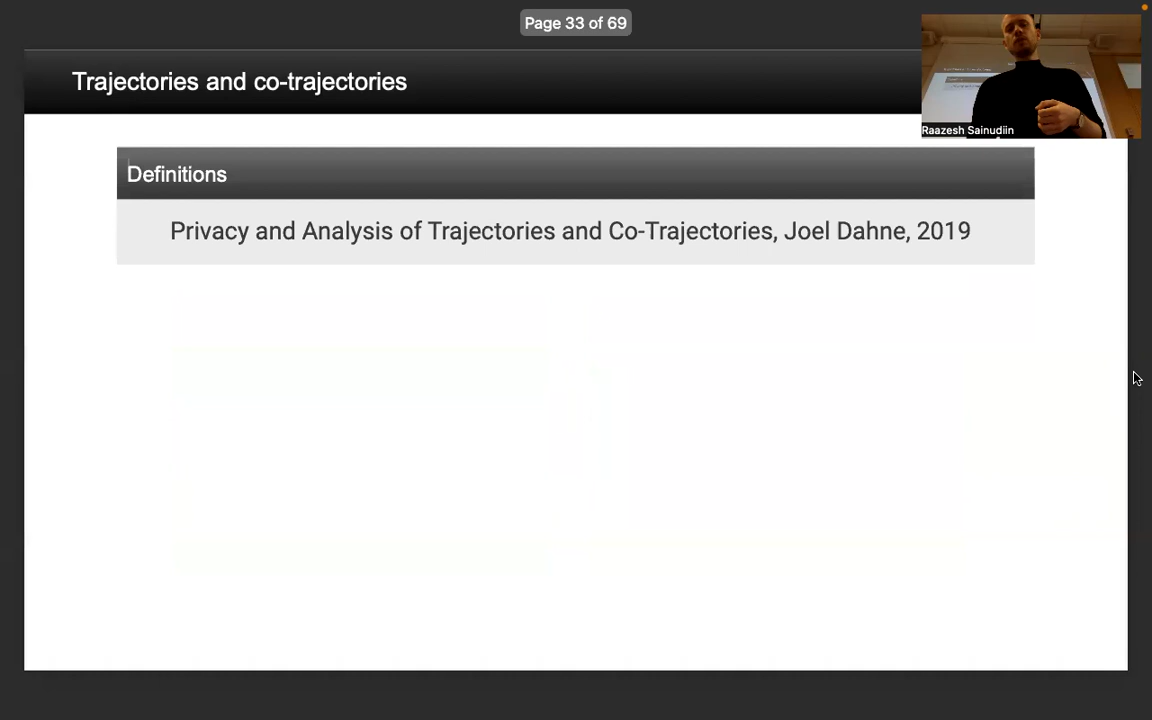 Page 33 of 69
Trajectories and co-trajectories
Raazesh Sainudiin
Definitions
Privacy and Analysis of Trajectories and Co-Trajectories, Joel Dahne, 2019